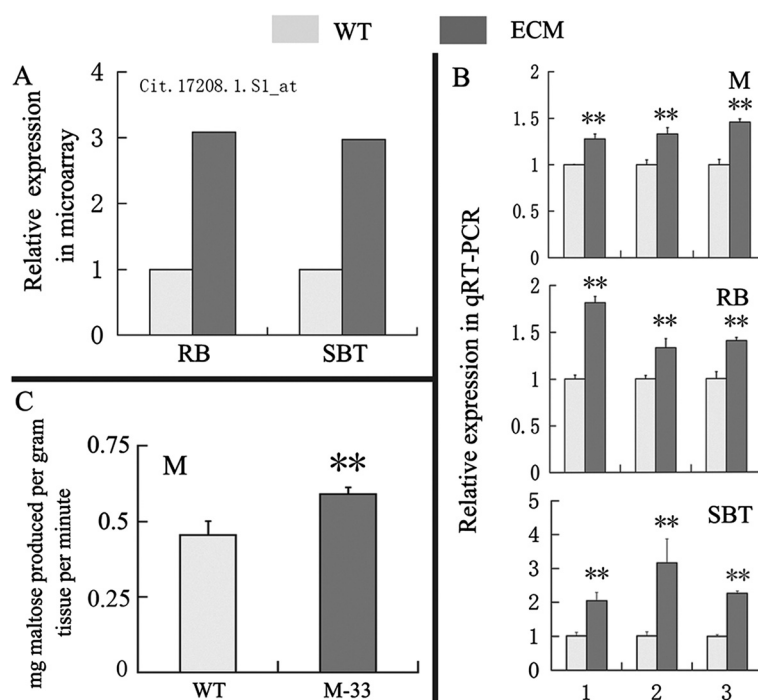 WT ECM
A
Relative expression
in microarray
4
3
2
1
0
Cit.17208.1.S1_at
RB SBT
B
Relative expression in qRT-PCR
2
1.5
1
0.5
0
M
** ** **
2
1.5
1
0.5
0
RB
** ** **
5
4
3
2
1
0
SBT
** ** **
1 2 3
C
mg maltose produced per gram
tissue per minute
0.75
0.5
0.25
0
M
**
WT M-33